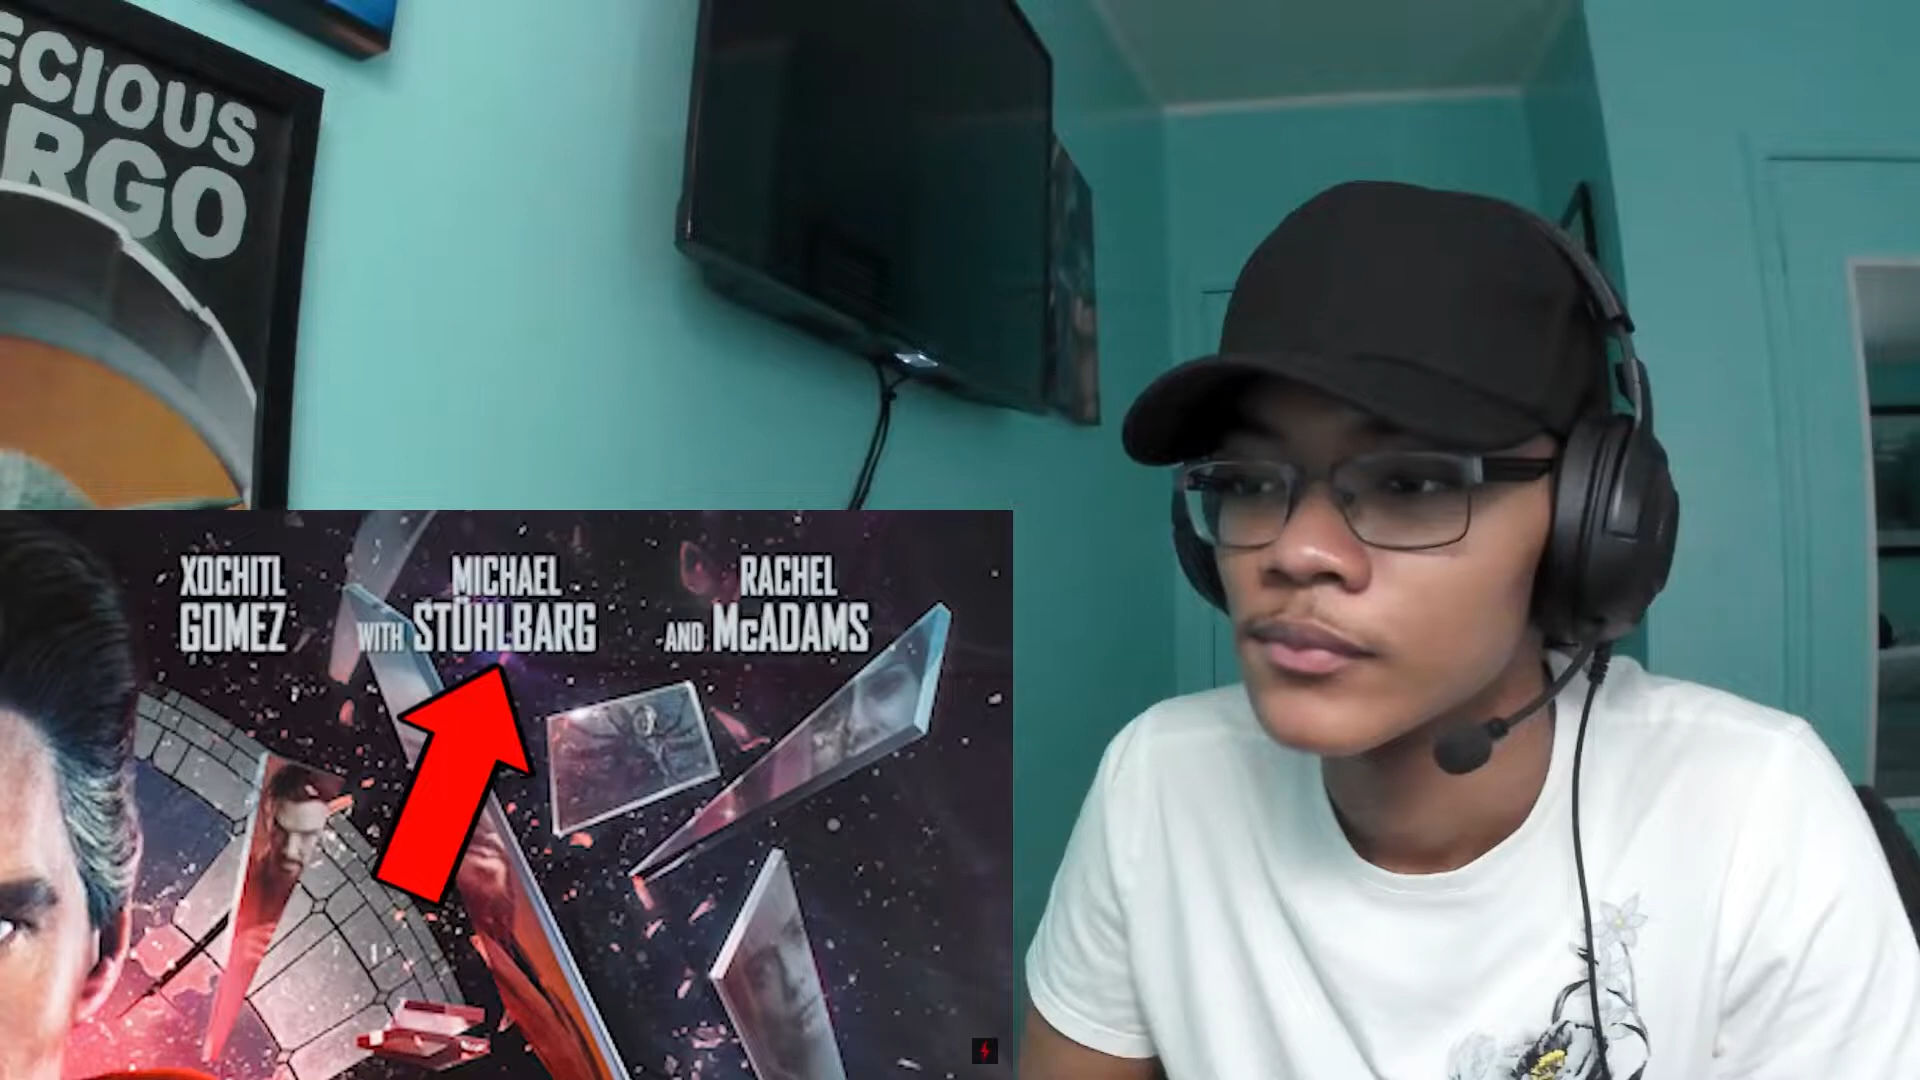 ECIOUS
RGO
XOCHITL
GOMEZ
MICHAEL
WITH STÜHLBARG
RACHEL
AND McADAMS